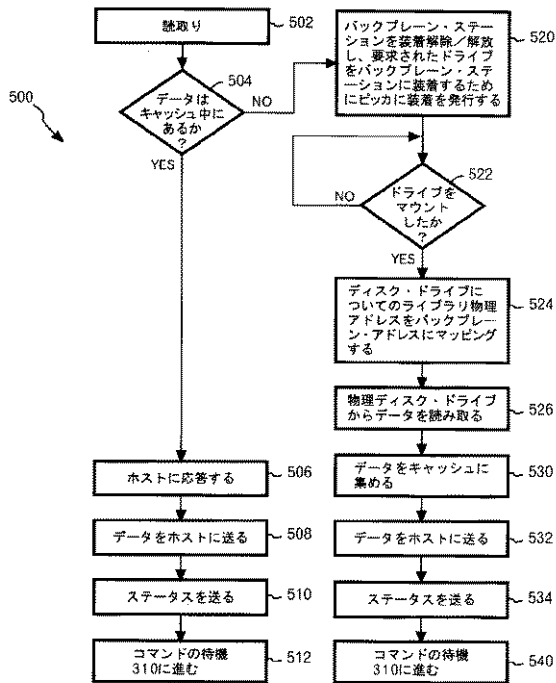 500
読取り
502
データは
キャッシュ中に
あるか
?
504
NO
YES
ホストに応答する
506
データをホストに送る
508
ステータスを送る
510
コマンドの待機
310に進む
512
バックプレーン・ステー
ションを装着解除/解放
し、要求されたドライブ
をバックプレーン・ステ
ーションに装着するため
にピッカに装着を発行する
520
ドライブを
マウント
したか
?
522
NO
YES
ディスク・ドライブに
ついてのライブラリ物理
アドレスをバックプレー
ン・アドレスにマッピング
する
524
物理ディスク・ドライブ
からデータを読み取る
526
データをキャッシュに
集める
530
データをホストに送る
532
ステータスを送る
534
コマンドの待機
310に進む
540